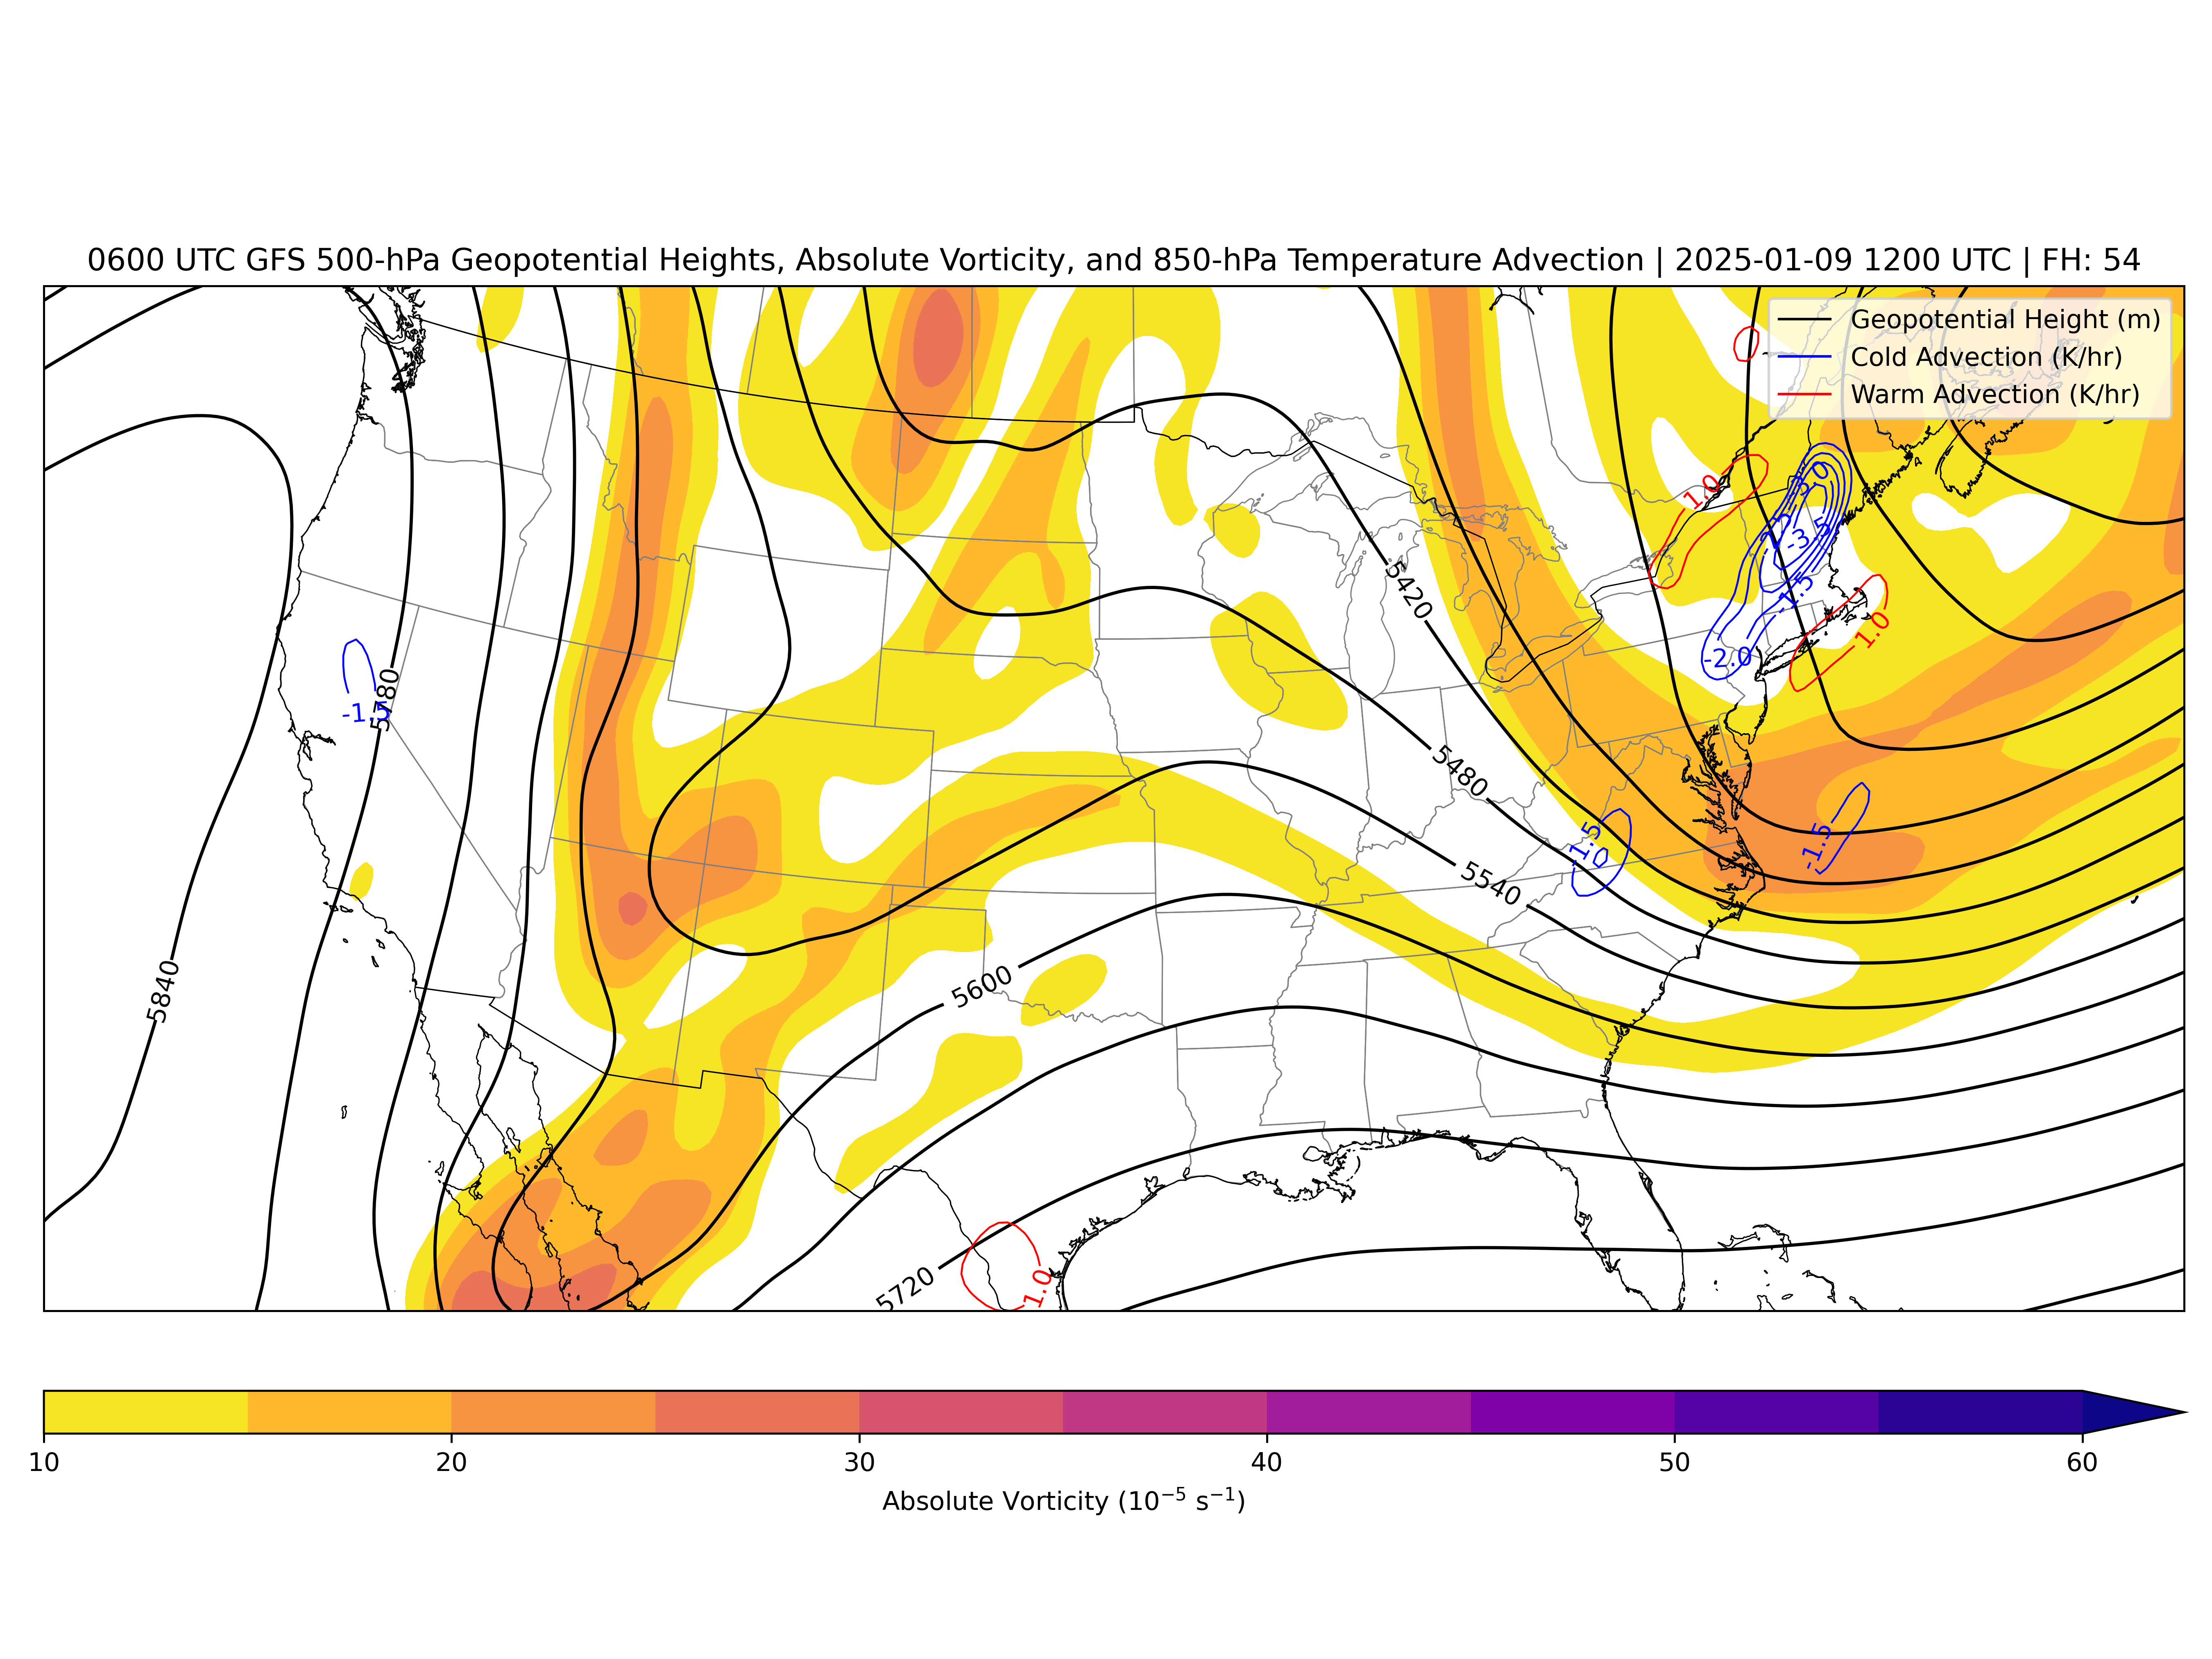 0600 UTC GFS 500-hPa Geopotential Heights, Absolute Vorticity, and 850-hPa Temperature Advection | 2025-01-09 1200 UTC | FH: 54
Geopotential Height (m)
Cold Advection (K/hr)
Warm Advection (K/hr)
1.0
-3.5
-1.5
-2.0
1.0
5420
-1.5
5780
5480
-1.5
-1.5
5540
5600
5840
5720
1.0
10 20 30 40 50 60
Absolute Vorticity (10⁻⁵ s⁻¹)